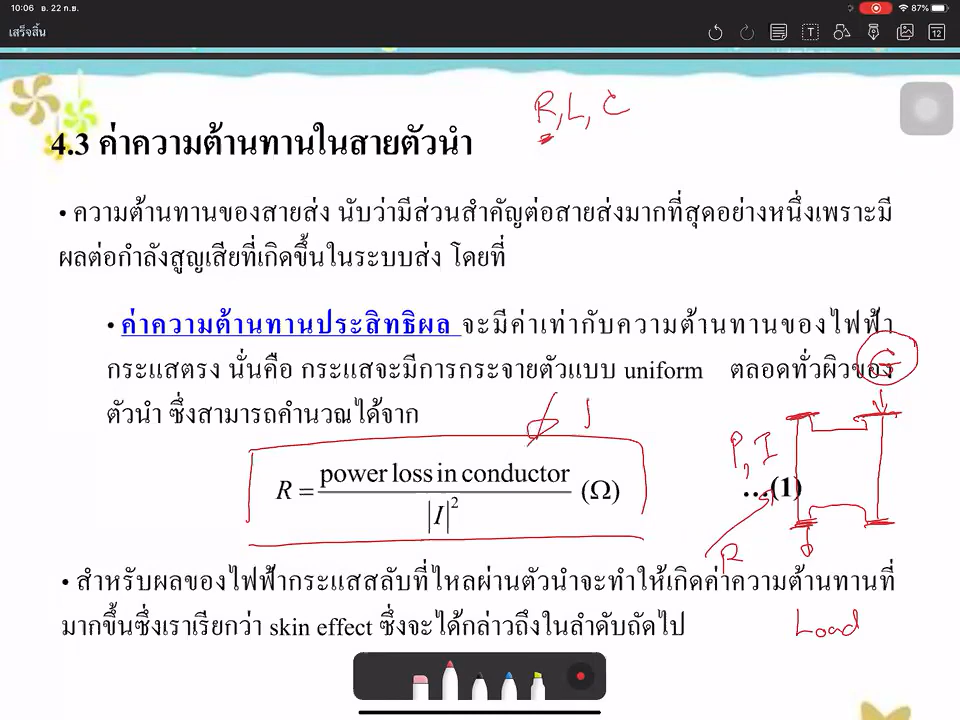 10:06 อ. 22 ก.ย.
87%
เสร็จสิ้น
T
12
R, L, C
4.3 ค่าความต้านทานในสายตัวนำ
• ความต้านทานของสายส่ง นับว่ามีส่วนสำคัญต่อสายส่งมากที่สุดอย่างหนึ่งเพราะมี
ผลต่อกำลังสูญเสียที่เกิดขึ้นในระบบส่ง โดยที่
• ค่าความต้านทานประสิทธิผล จะมีค่าเท่ากับความต้านทานของไฟฟ้า
กระแสตรง นั่นคือ กระแสจะมีการกระจายตัวแบบ uniform ตลอดทั่วผิวของ
ตัวนำ ซึ่งสามารถคำนวณได้จาก
G
R = power loss in conductor / |I|² (Ω)
P, I
...(1)
R
• สำหรับผลของไฟฟ้ากระแสสลับที่ไหลผ่านตัวนำจะทำให้เกิดค่าความต้านทานที่
มากขึ้นซึ่งเราเรียกว่า skin effect ซึ่งจะได้กล่าวถึงในลำดับถัดไป
Load